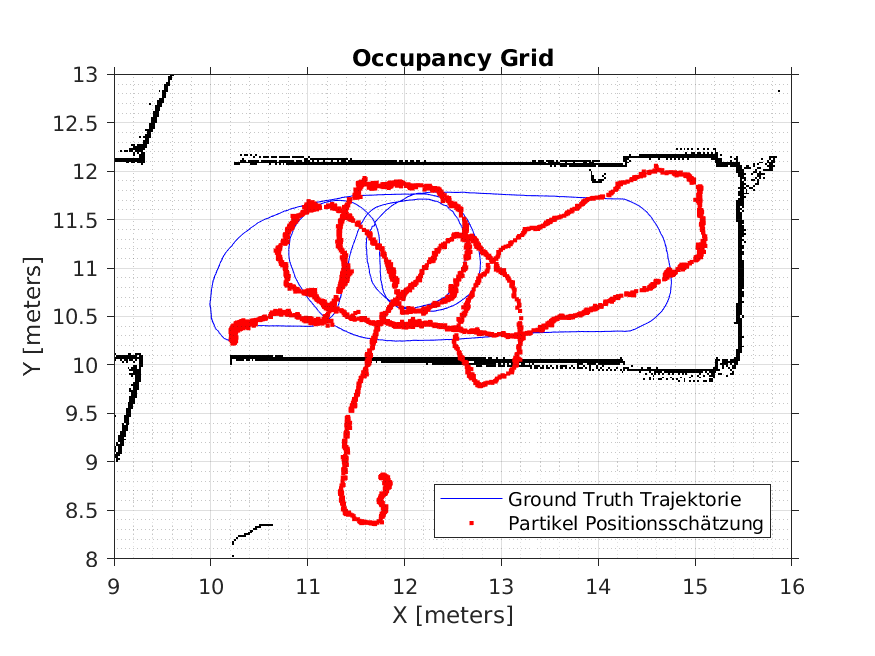 Occupancy Grid
13
12.5
12
11.5
11
10.5
10
9.5
9
8.5
8
Y [meters]
Ground Truth Trajektorie
Partikel Positionsschätzung
9 10 11 12 13 14 15 16
X [meters]